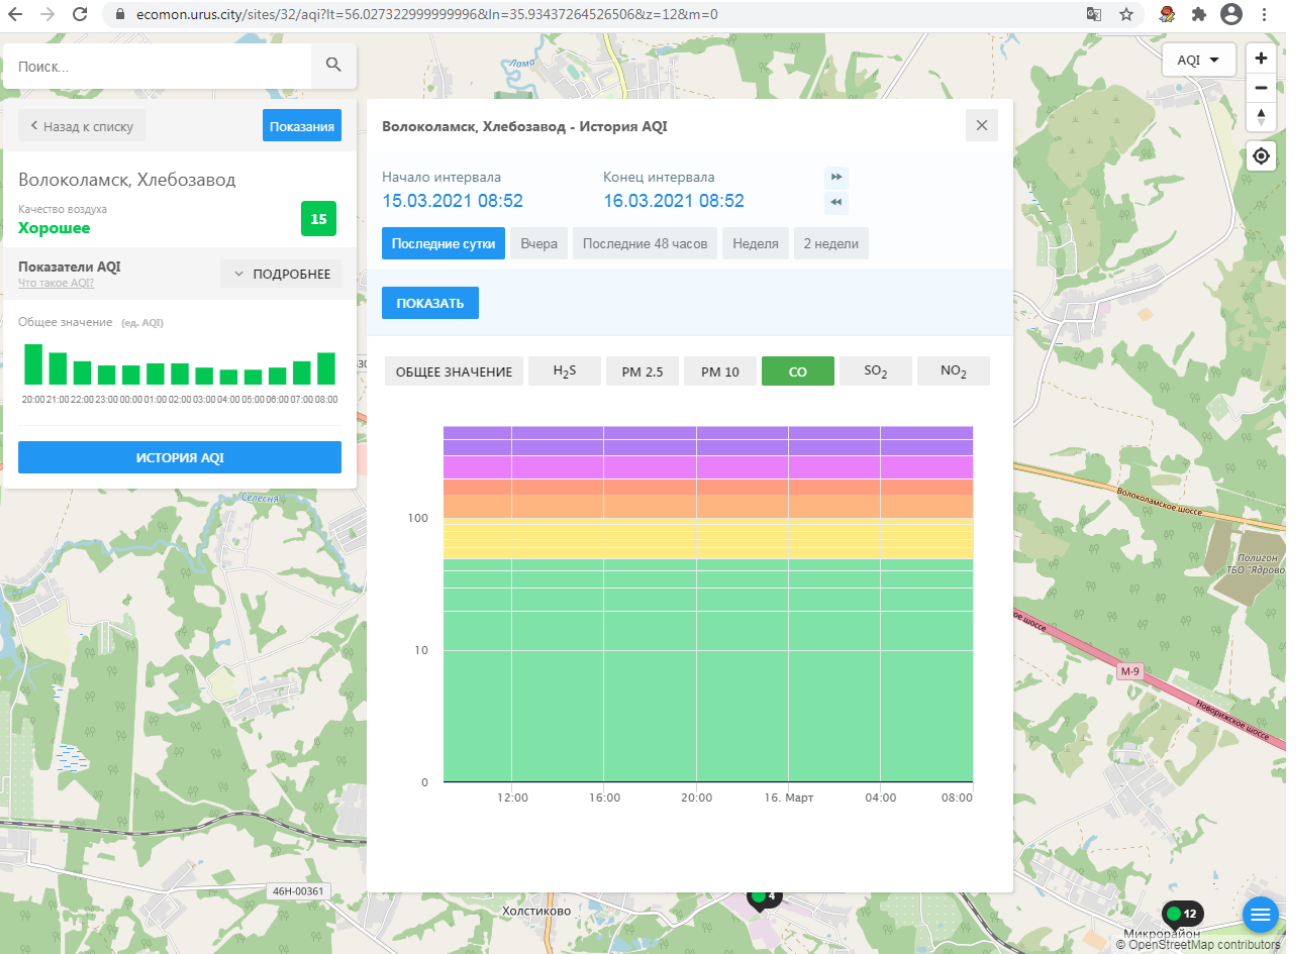 ecomon.urus.city/sites/32/aqi?lt=56.027322999999996&ln=35.93437264526506&z=12&m=0
Поиск...
AQI
Лама
Назад к списку
Показания
Волоколамск, Хлебозавод - История AQI
Волоколамск, Хлебозавод
Качество воздуха
Хорошее
15
Начало интервала
Конец интервала
15.03.2021 08:52
16.03.2021 08:52
Последние сутки
Вчера
Последние 48 часов
Неделя
2 недели
Показатели AQI
Что такое AQI?
ПОДРОБНЕЕ
ПОКАЗАТЬ
Общее значение (ед. AQI)
20:00 21:00 22:00 23:00 00:00 01:00 02:00 03:00 04:00 05:00 06:00 07:00 08:00
ИСТОРИЯ AQI
ОБЩЕЕ ЗНАЧЕНИЕ
H2S
PM 2.5
PM 10
CO
SO2
NO2
100
10
0
12:00
16:00
20:00
16. Март
04:00
08:00
Селесня
Волоколамское шоссе
Полигон
ТБО "Ядрово
ое шоссе
М-9
Новорижское шоссе
46Н-00361
Холстиково
4
12
Микрорайон
© OpenStreetMap contributors